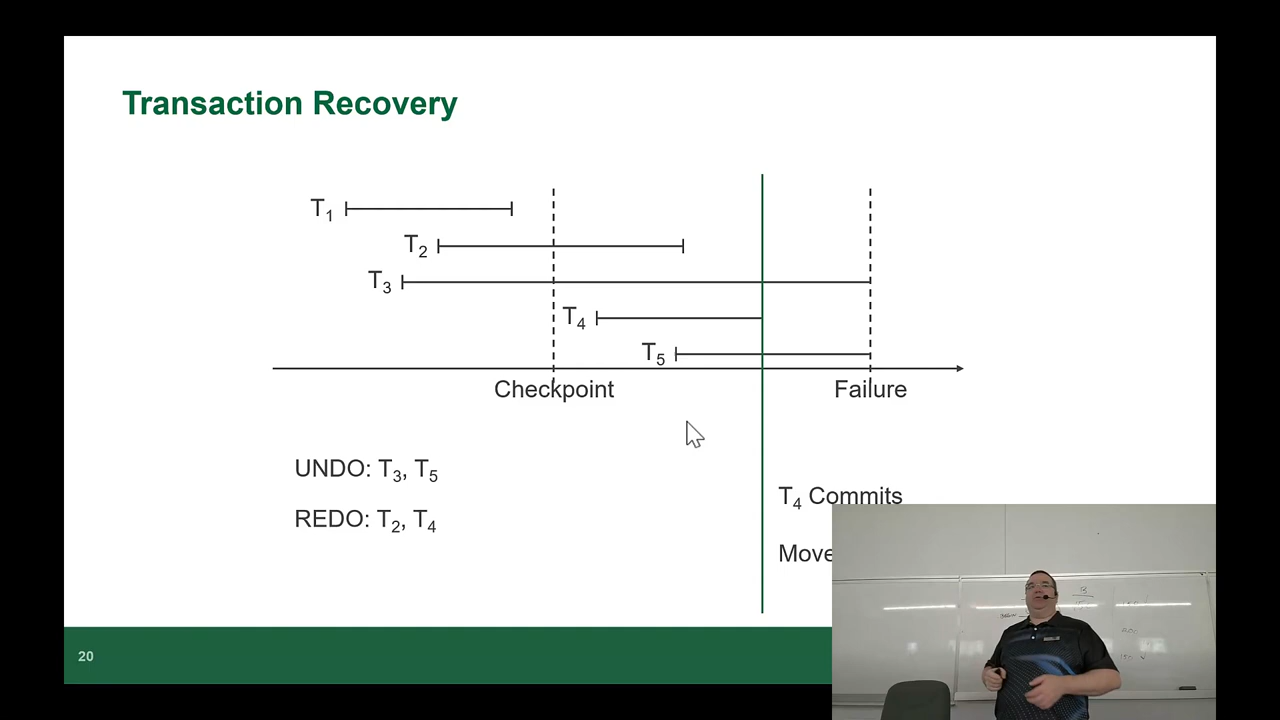 Transaction Recovery
T₁
T₂
T₃
T₄
T₅
Checkpoint
Failure
UNDO: T₃, T₅
REDO: T₂, T₄
T₄ Commits
Move
20